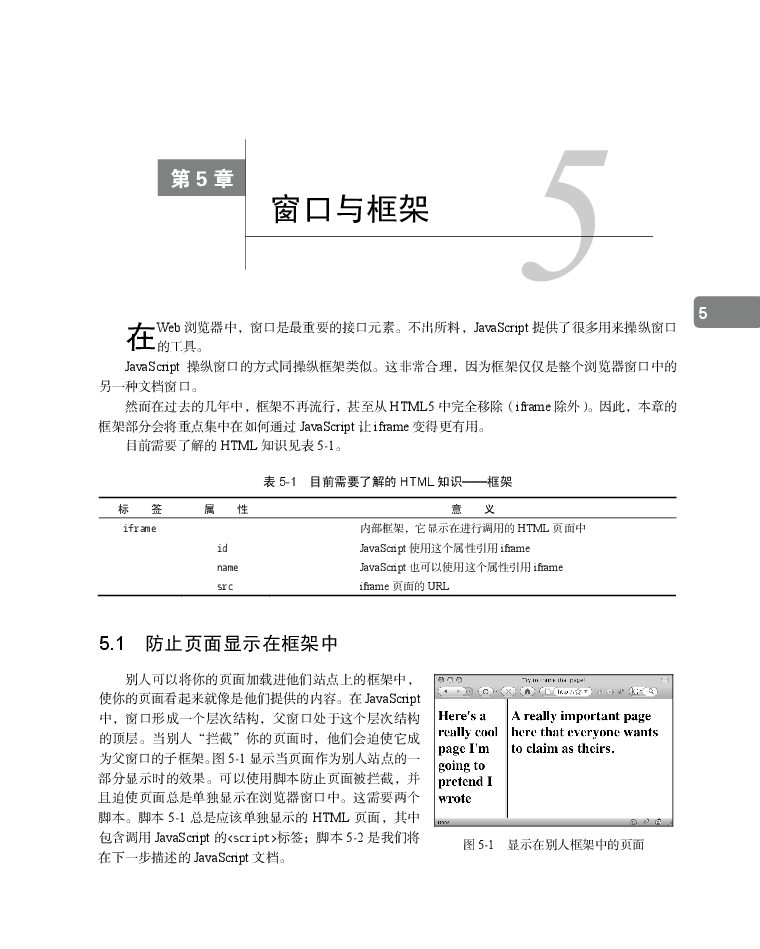 第 5 章
5
窗口与框架
5
在Web 浏览器中，窗口是最重要的接口元素。不出所料，JavaScript 提供了很多用来操纵窗口
的工具。
JavaScript 操纵窗口的方式同操纵框架类似。这非常合理，因为框架仅仅是整个浏览器窗口中的
另一种文档窗口。
然而在过去的几年中，框架不再流行，甚至从 HTML5 中完全移除（iframe 除外）。因此，本章的
框架部分会将重点集中在如何通过 JavaScript 让 iframe 变得更有用。
目前需要了解的 HTML 知识见表 5-1。
表 5-1 目前需要了解的 HTML 知识——框架
标 签 属 性 意 义
iframe 内部框架，它显示在进行调用的 HTML 页面中
id JavaScript 使用这个属性引用 iframe
name JavaScript 也可以使用这个属性引用 iframe
src iframe 页面的 URL
5.1 防止页面显示在框架中
别人可以将你的页面加载进他们站点上的框架中，
使你的页面看起来就像是他们提供的内容。在 JavaScript
中，窗口形成一个层次结构，父窗口处于这个层次结构
的顶层。当别人“拦截”你的页面时，他们会迫使它成
为父窗口的子框架。图 5-1 显示当页面作为别人站点的一
部分显示时的效果。可以使用脚本防止页面被拦截，并
且迫使页面总是单独显示在浏览器窗口中。这需要两个
脚本。脚本 5-1 总是应该单独显示的 HTML 页面，其中
包含调用 JavaScript 的<script>标签；脚本 5-2 是我们将
在下一步描述的 JavaScript 文档。
Here's a
really cool
page I'm
going to
pretend I
wrote
A really important page
here that everyone wants
to claim as theirs.
图 5-1 显示在别人框架中的页面